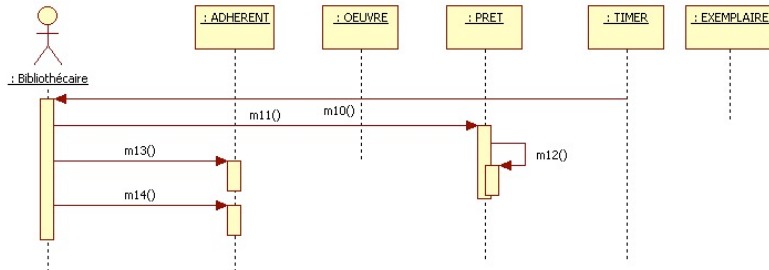 : ADHERENT
: OEUVRE
: PRET
: TIMER
: EXEMPLAIRE
: Bibliothécaire
m10()
m11()
m12()
m13()
m14()